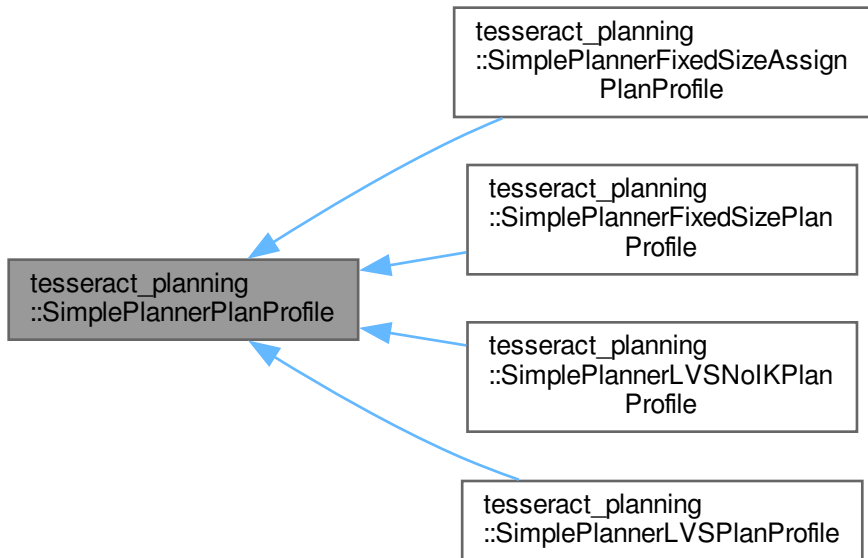 tesseract_planning
::SimplePlannerFixedSizeAssign
PlanProfile
tesseract_planning
::SimplePlannerFixedSizePlan
Profile
tesseract_planning
::SimplePlannerPlanProfile
tesseract_planning
::SimplePlannerLVSNoIKPlan
Profile
tesseract_planning
::SimplePlannerLVSPlanProfile